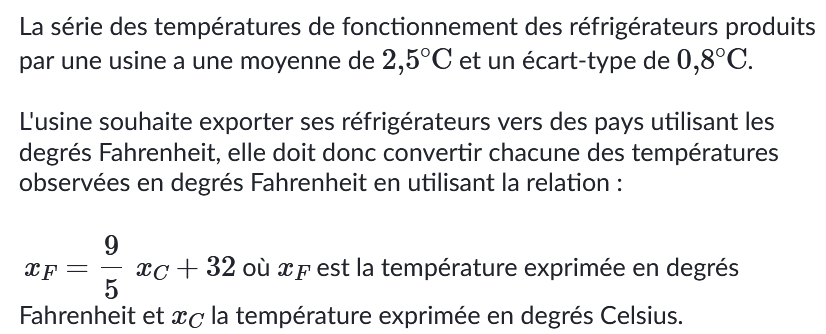 La série des températures de fonctionnement des réfrigérateurs produits
par une usine a une moyenne de 2,5°C et un écart-type de 0,8°C.
L'usine souhaite exporter ses réfrigérateurs vers des pays utilisant les
degrés Fahrenheit, elle doit donc convertir chacune des températures
observées en degrés Fahrenheit en utilisant la relation :
x_F = 9/5 x_C + 32 où x_F est la température exprimée en degrés
Fahrenheit et x_C la température exprimée en degrés Celsius.